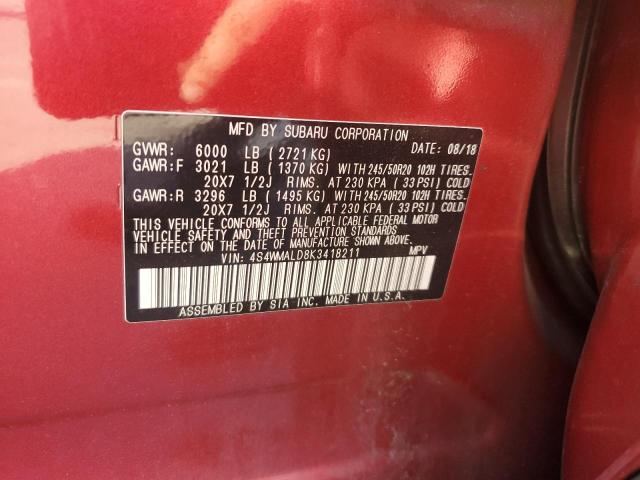 MFD BY SUBARU CORPORATION
GVWR: 6000 LB ( 2721 KG) DATE: 08/18
GAWR:F 3021 LB ( 1370 KG) WITH 245/50R20 102H TIRES,
20X7 1/2J RIMS. AT 230 KPA ( 33 PSI) COLD
GAWR:R 3296 LB ( 1495 KG) WITH 245/50R20 102H TIRES,
20X7 1/2J RIMS. AT 230 KPA ( 33 PSI) COLD
THIS VEHICLE CONFORMS TO ALL APPLICABLE FEDERAL MOTOR
VEHICLE SAFETY AND THEFT PREVENTION STANDARDS IN EFFECT
ON THE DATE OF MANUFACTURE SHOWN ABOVE.
VIN: 4S4WMALD8K3418211 MPV
ASSEMBLED BY SIA INC. MADE IN U.S.A.